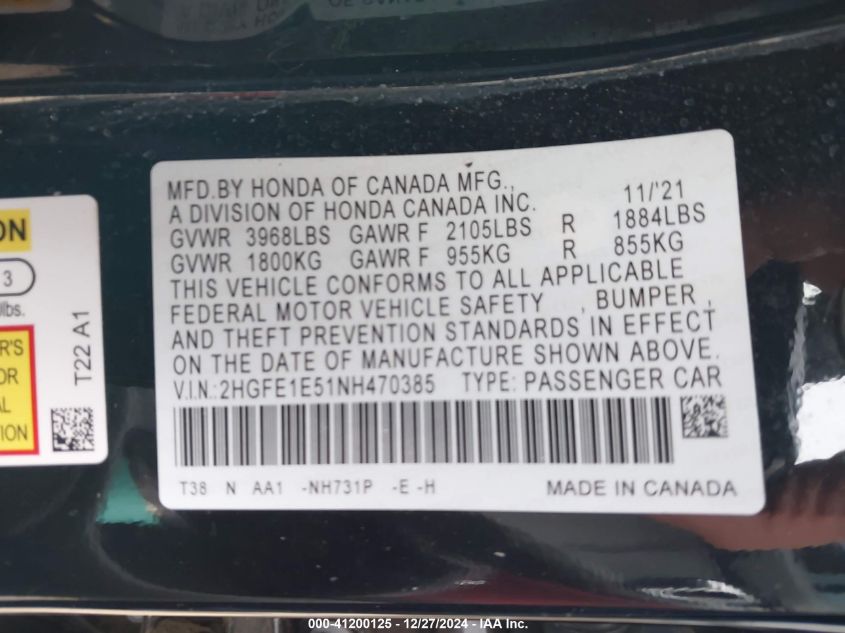 MFD.BY HONDA OF CANADA MFG., 11/'21
A DIVISION OF HONDA CANADA INC.
GVWR 3968LBS GAWR F 2105LBS R 1884LBS
GVWR 1800KG GAWR F 955KG R 855KG
THIS VEHICLE CONFORMS TO ALL APPLICABLE
FEDERAL MOTOR VEHICLE SAFETY , BUMPER ,
AND THEFT PREVENTION STANDARDS IN EFFECT
ON THE DATE OF MANUFACTURE SHOWN ABOVE.
V.I.N.:2HGFE1E51NH470385 TYPE: PASSENGER CAR
T38 N AA1 -NH731P -E -H MADE IN CANADA
ON
3
lbs.
R'S
OR
AL
TION
T22 A1
000-41200125 - 12/27/2024 - IAA Inc.